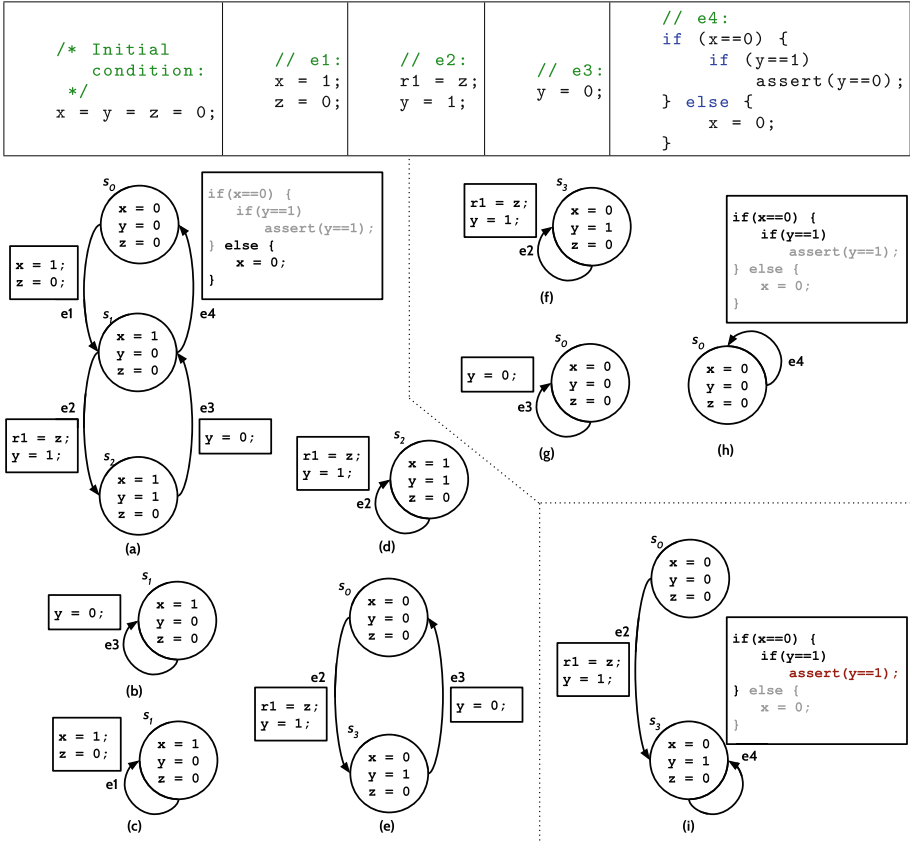 /* Initial
condition:
*/
x = y = z = 0;
// e1:
x = 1;
z = 0;
// e2:
r1 = z;
y = 1;
// e3:
y = 0;
// e4:
if (x==0) {
if (y==1)
assert(y==0);
} else {
x = 0;
}
s0
x = 0
y = 0
z = 0
if(x==0) {
if(y==1)
assert(y==1);
} else {
x = 0;
}
x = 1;
z = 0;
e1
e4
s1
x = 1
y = 0
z = 0
e2
e3
r1 = z;
y = 1;
y = 0;
s2
x = 1
y = 1
z = 0
(a)
s1
x = 1
y = 0
z = 0
y = 0;
e3
(b)
s1
x = 1
y = 0
z = 0
x = 1;
z = 0;
e1
(c)
s2
x = 1
y = 1
z = 0
r1 = z;
y = 1;
e2
(d)
s0
x = 0
y = 0
z = 0
e2
e3
r1 = z;
y = 1;
y = 0;
s3
x = 0
y = 1
z = 0
(e)
s3
x = 0
y = 1
z = 0
r1 = z;
y = 1;
e2
(f)
s0
x = 0
y = 0
z = 0
y = 0;
e3
(g)
if(x==0) {
if(y==1)
assert(y==1);
} else {
x = 0;
}
s0
x = 0
y = 0
z = 0
e4
(h)
s0
x = 0
y = 0
z = 0
e2
r1 = z;
y = 1;
if(x==0) {
if(y==1)
assert(y==1);
} else {
x = 0;
}
s3
x = 0
y = 1
z = 0
e4
(i)